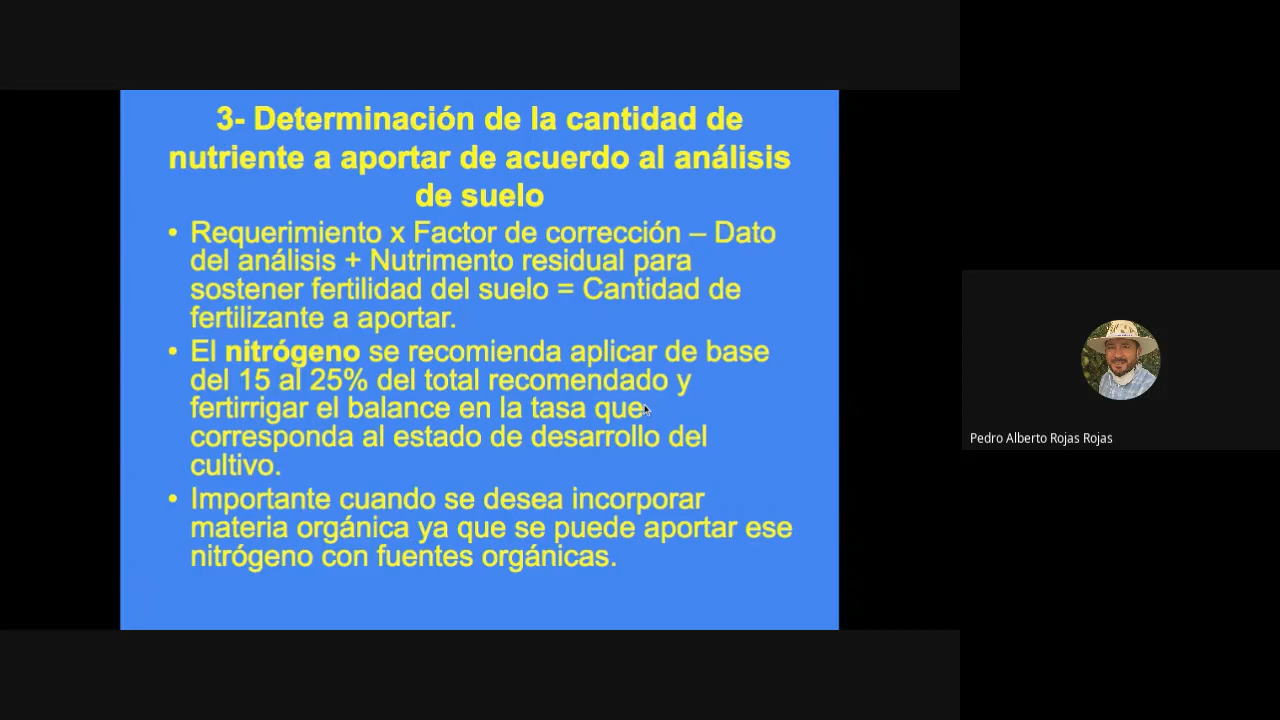 3- Determinación de la cantidad de
nutriente a aportar de acuerdo al análisis
de suelo
• Requerimiento x Factor de corrección – Dato
del análisis + Nutrimento residual para
sostener fertilidad del suelo = Cantidad de
fertilizante a aportar.
• El nitrógeno se recomienda aplicar de base
del 15 al 25% del total recomendado y
fertirrigar el balance en la tasa que
corresponda al estado de desarrollo del
cultivo.
• Importante cuando se desea incorporar
materia orgánica ya que se puede aportar ese
nitrógeno con fuentes orgánicas.
Pedro Alberto Rojas Rojas